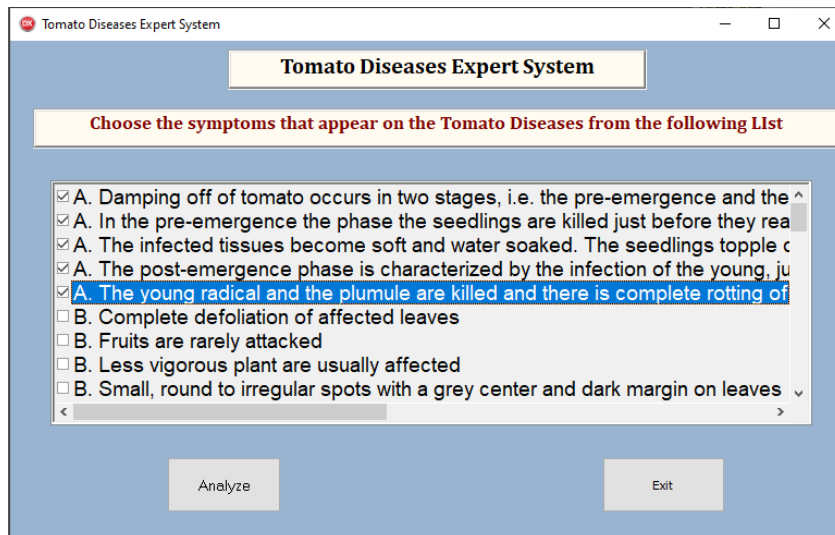 Tomato Diseases Expert System
Tomato Diseases Expert System
Choose the symptoms that appear on the Tomato Diseases from the following LIst
A. Damping off of tomato occurs in two stages, i.e. the pre-emergence and the
A. In the pre-emergence the phase the seedlings are killed just before they rea
A. The infected tissues become soft and water soaked. The seedlings topple
A. The post-emergence phase is characterized by the infection of the young, ju
A. The young radical and the plumule are killed and there is complete rotting of
B. Complete defoliation of affected leaves
B. Fruits are rarely attacked
B. Less vigorous plant are usually affected
B. Small, round to irregular spots with a grey center and dark margin on leaves
Analyze
Exit